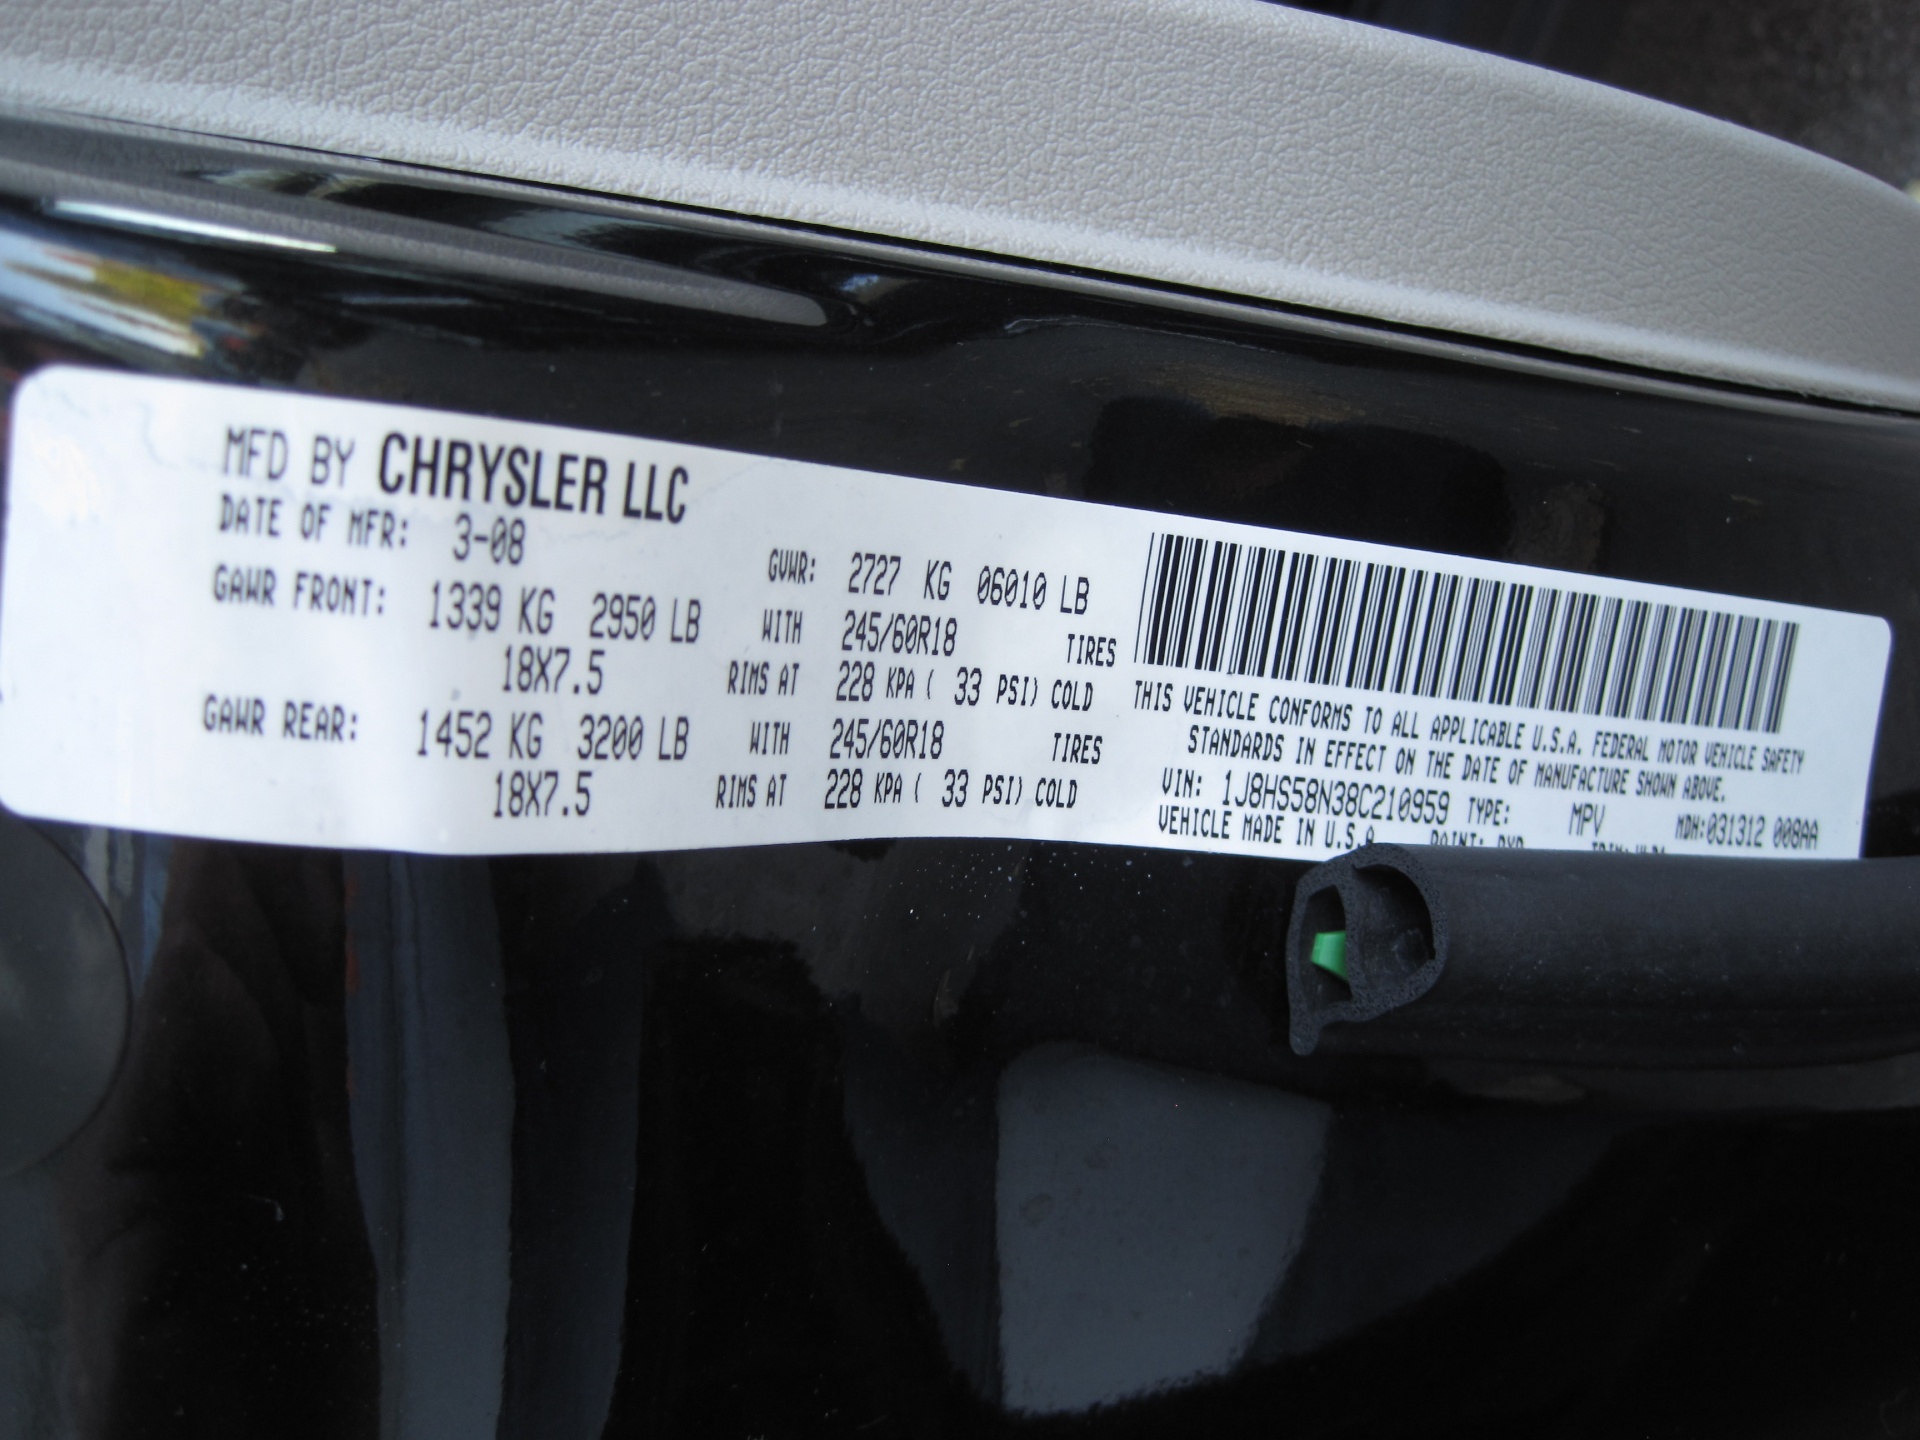 MFD BY CHRYSLER LLC
DATE OF MFR: 3-08 GVWR: 2727 KG 06010 LB
GAWR FRONT: 1339 KG 2950 LB WITH 245/60R18 TIRES
18X7.5 RIMS AT 228 KPA ( 33 PSI) COLD
GAWR REAR: 1452 KG 3200 LB WITH 245/60R18 TIRES
18X7.5 RIMS AT 228 KPA ( 33 PSI) COLD
THIS VEHICLE CONFORMS TO ALL APPLICABLE U.S.A. FEDERAL MOTOR VEHICLE SAFETY
STANDARDS IN EFFECT ON THE DATE OF MANUFACTURE SHOWN ABOVE.
VIN: 1J8HS58N38C210959 TYPE: MPV MDH:031312 008AA
VEHICLE MADE IN U.S.A. PAINT: